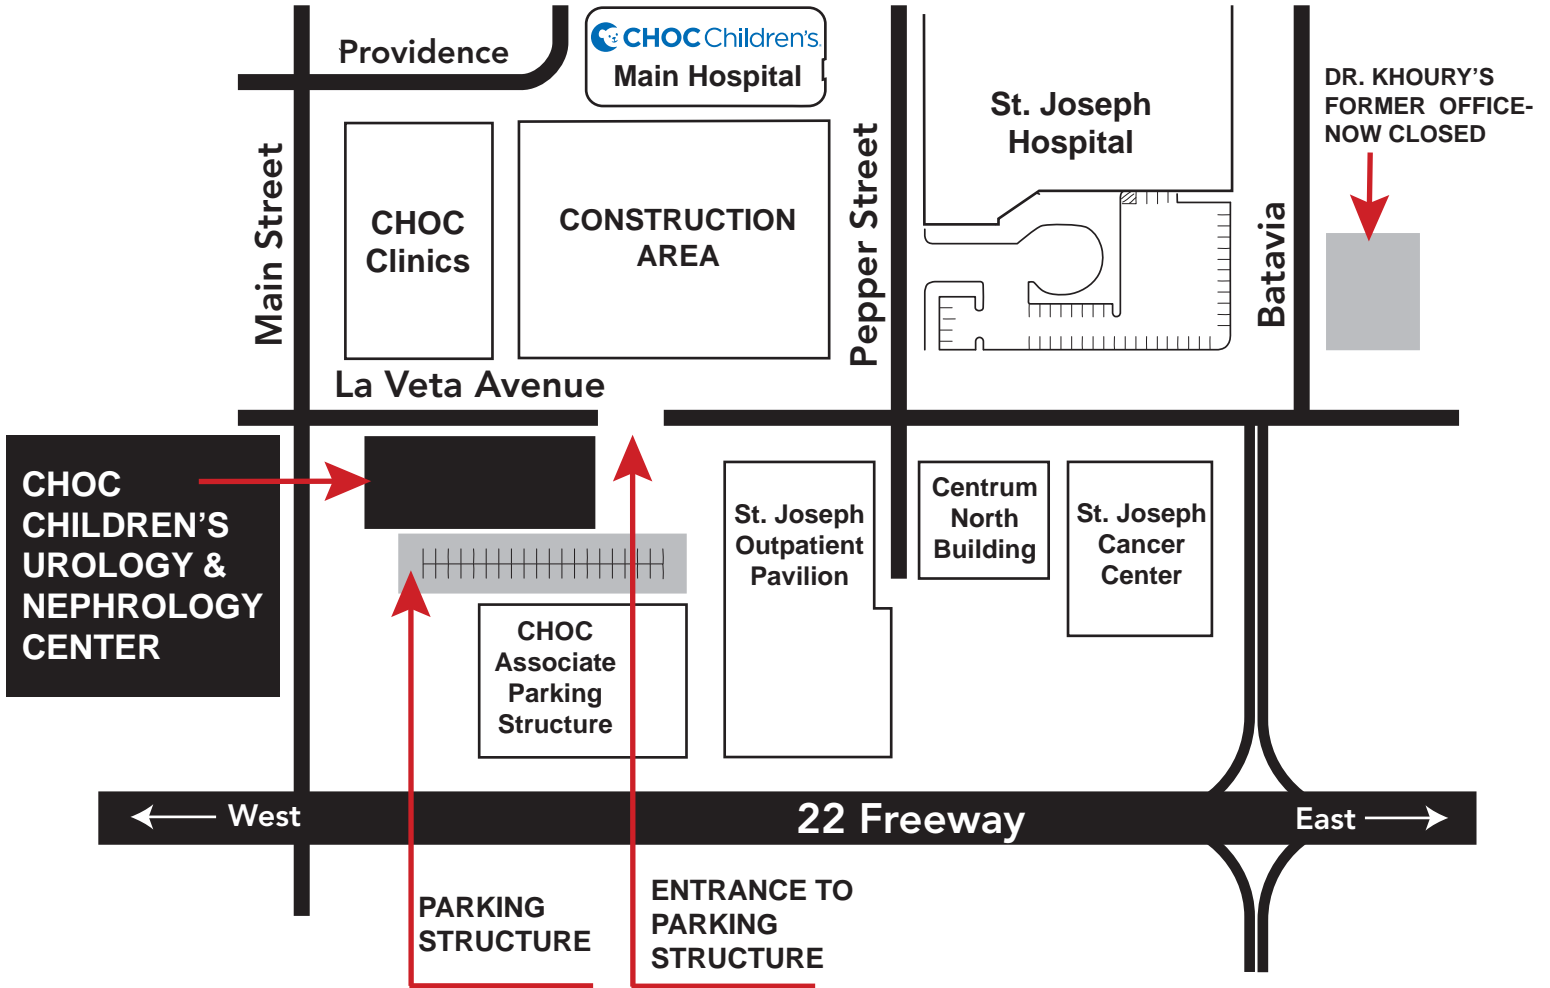 Providence
CHOC Children's
Main Hospital
St. Joseph
Hospital
DR. KHOURY'S
FORMER OFFICE-
NOW CLOSED
Main Street
CHOC
Clinics
CONSTRUCTION
AREA
Pepper Street
Batavia
La Veta Avenue
CHOC
CHILDREN'S
UROLOGY &
NEPHROLOGY
CENTER
St. Joseph
Outpatient
Pavilion
Centrum
North
Building
St. Joseph
Cancer
Center
CHOC
Associate
Parking
Structure
West
22 Freeway
East
PARKING
STRUCTURE
ENTRANCE TO
PARKING
STRUCTURE